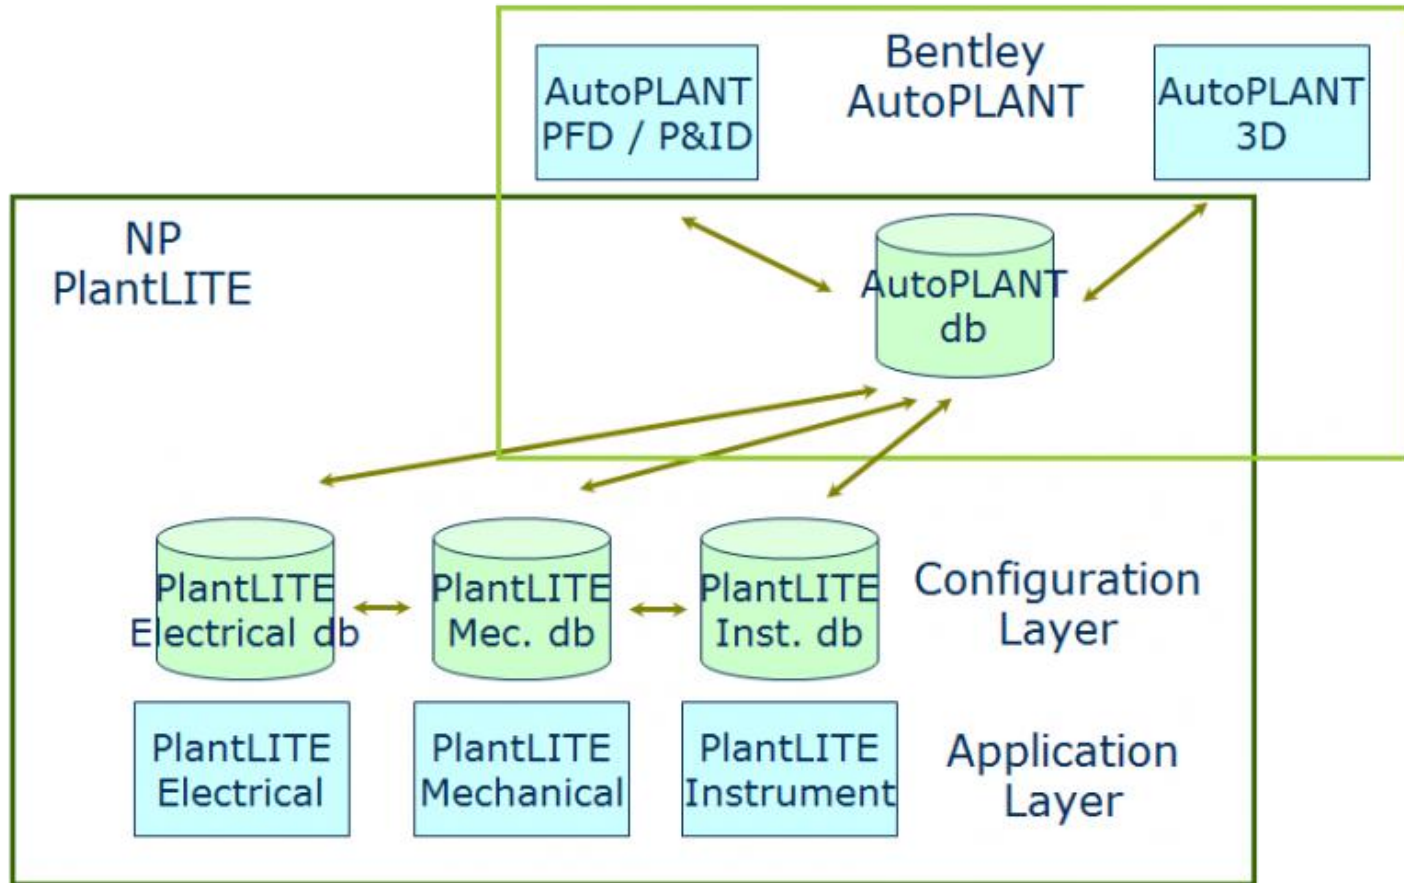 AutoPLANT
PFD / P&ID
Bentley
AutoPLANT
AutoPLANT
3D
NP
PlantLITE
AutoPLANT
db
PlantLITE
Electrical db
PlantLITE
Mec. db
PlantLITE
Inst. db
Configuration
Layer
PlantLITE
Electrical
PlantLITE
Mechanical
PlantLITE
Instrument
Application
Layer